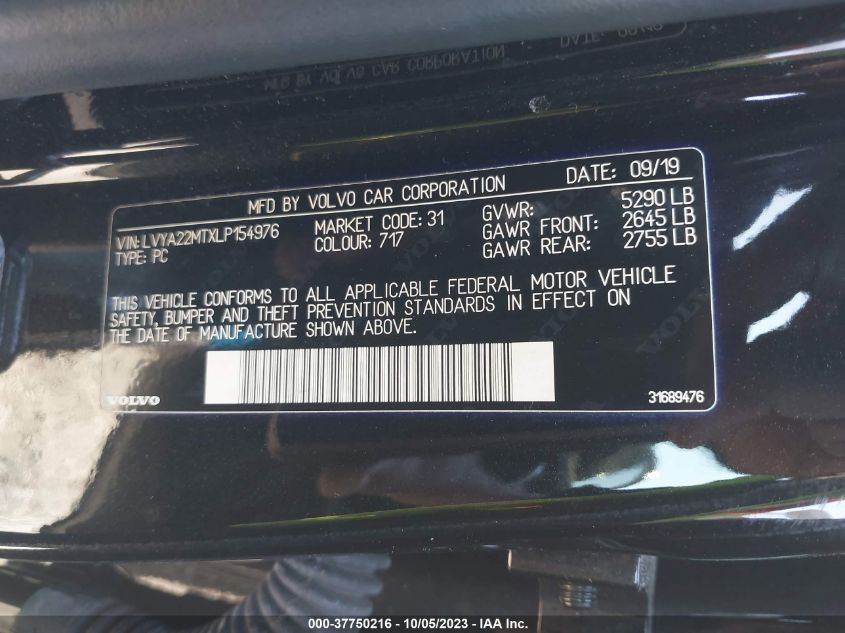 MFD BY VOLVO CAR CORPORATION DATE: 09/19
VIN: LVYA22MTXLP154976 MARKET CODE: 31 GVWR: 5290 LB
TYPE: PC COLOUR: 717 GAWR FRONT: 2645 LB
GAWR REAR: 2755 LB
THIS VEHICLE CONFORMS TO ALL APPLICABLE FEDERAL MOTOR VEHICLE
SAFETY, BUMPER AND THEFT PREVENTION STANDARDS IN EFFECT ON
THE DATE OF MANUFACTURE SHOWN ABOVE.
VOLVO 31689476
000-37750216 - 10/05/2023 - IAA Inc.